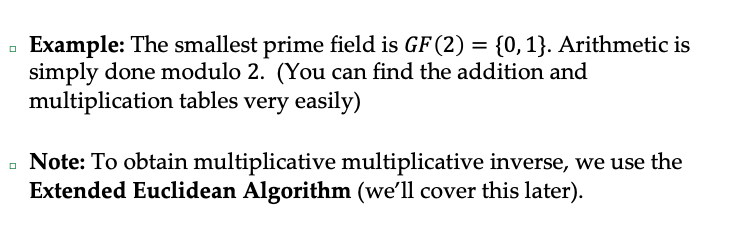 Example: The smallest prime field is GF(2) = {0, 1}. Arithmetic is
simply done modulo 2. (You can find the addition and
multiplication tables very easily)
Note: To obtain multiplicative multiplicative inverse, we use the
Extended Euclidean Algorithm (we'll cover this later).